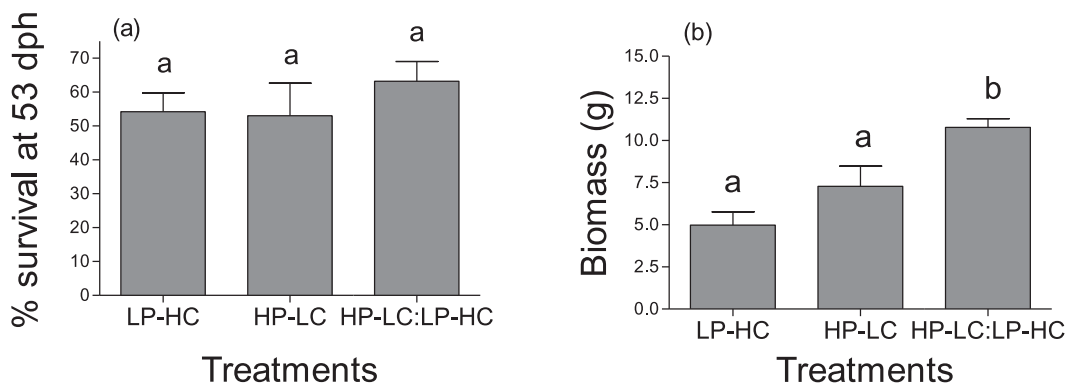 (a)
% survival at 53 dph
70
60
50
40
30
20
10
0
a
a
a
LP-HC HP-LC HP-LC:LP-HC
Treatments
(b)
Biomass (g)
15.0
12.5
10.0
7.5
5.0
2.5
0.0
a
a
b
LP-HC HP-LC HP-LC:LP-HC
Treatments